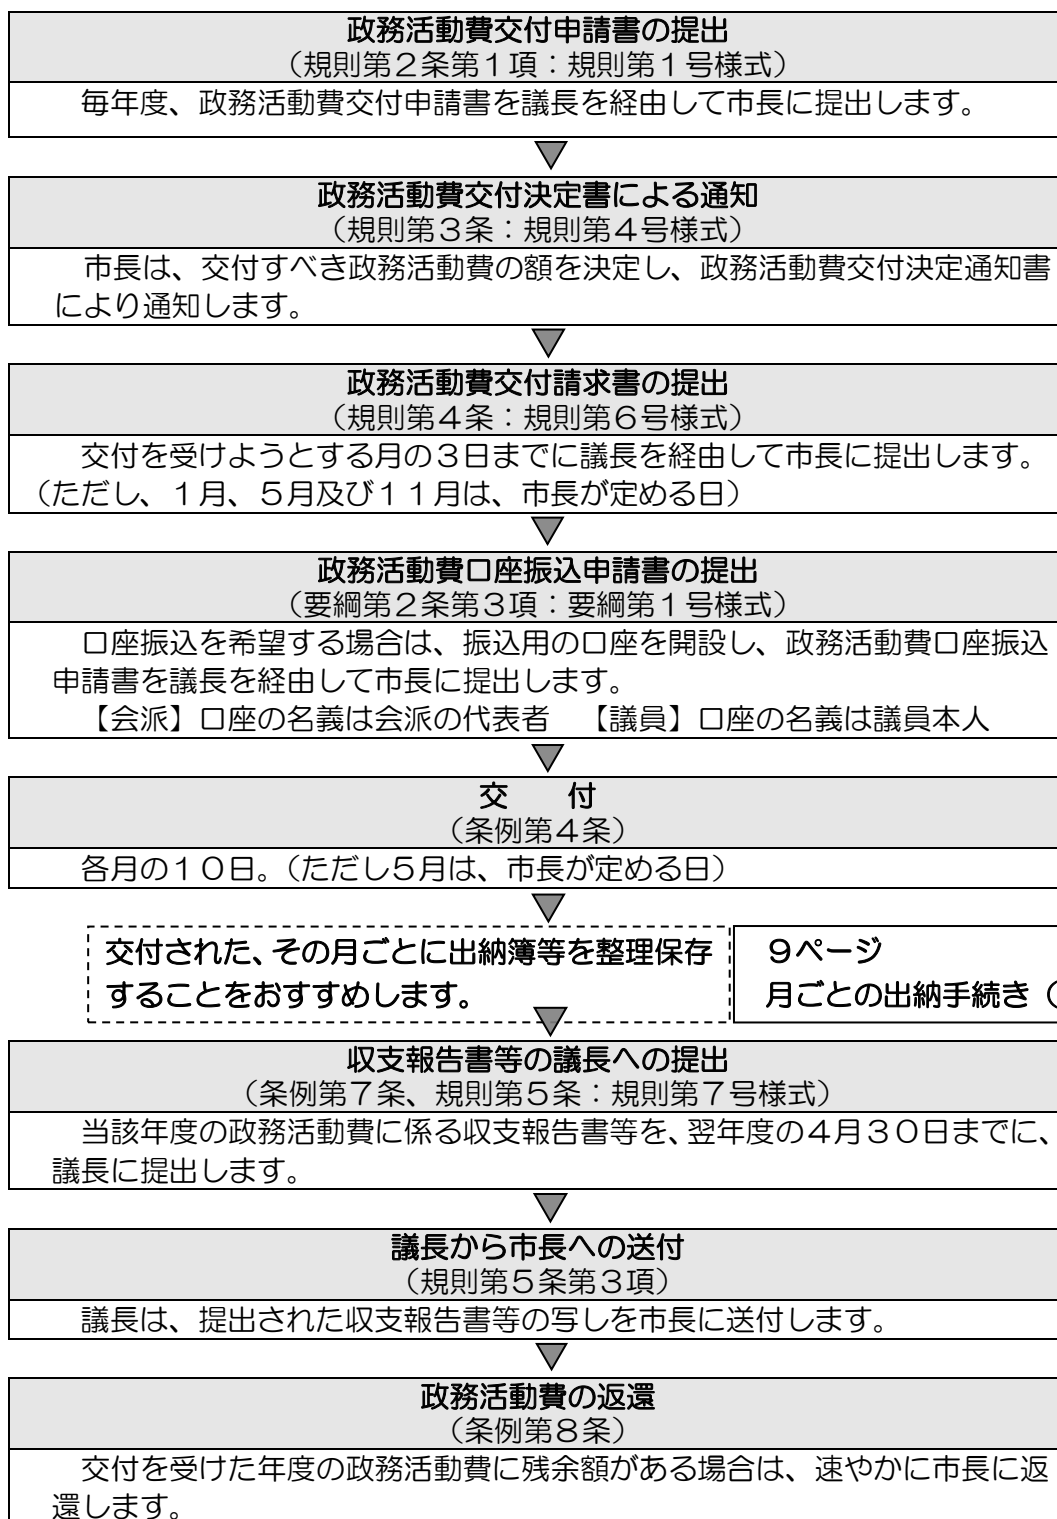 政務活動費交付申請書の提出
（規則第２条第１項：規則第１号様式）
毎年度、政務活動費交付申請書を議長を経由して市長に提出します。
政務活動費交付決定書による通知
（規則第３条：規則第４号様式）
市長は、交付すべき政務活動費の額を決定し、政務活動費交付決定通知書
により通知します。
政務活動費交付請求書の提出
（規則第４条：規則第６号様式）
交付を受けようとする月の３日までに議長を経由して市長に提出します。
（ただし、１月、５月及び１１月は、市長が定める日）
政務活動費口座振込申請書の提出
（要綱第２条第３項：要綱第１号様式）
口座振込を希望する場合は、振込用の口座を開設し、政務活動費口座振込
申請書を議長を経由して市長に提出します。
【会派】口座の名義は会派の代表者　【議員】口座の名義は議員本人
交　　付
（条例第４条）
各月の１０日。（ただし５月は、市長が定める日）
交付された、その月ごとに出納簿等を整理保存
することをおすすめします。
９ページ
月ごとの出納手続き（
収支報告書等の議長への提出
（条例第７条、規則第５条：規則第７号様式）
当該年度の政務活動費に係る収支報告書等を、翌年度の４月３０日までに、
議長に提出します。
議長から市長への送付
（規則第５条第３項）
議長は、提出された収支報告書等の写しを市長に送付します。
政務活動費の返還
（条例第８条）
交付を受けた年度の政務活動費に残余額がある場合は、速やかに市長に返
還します。